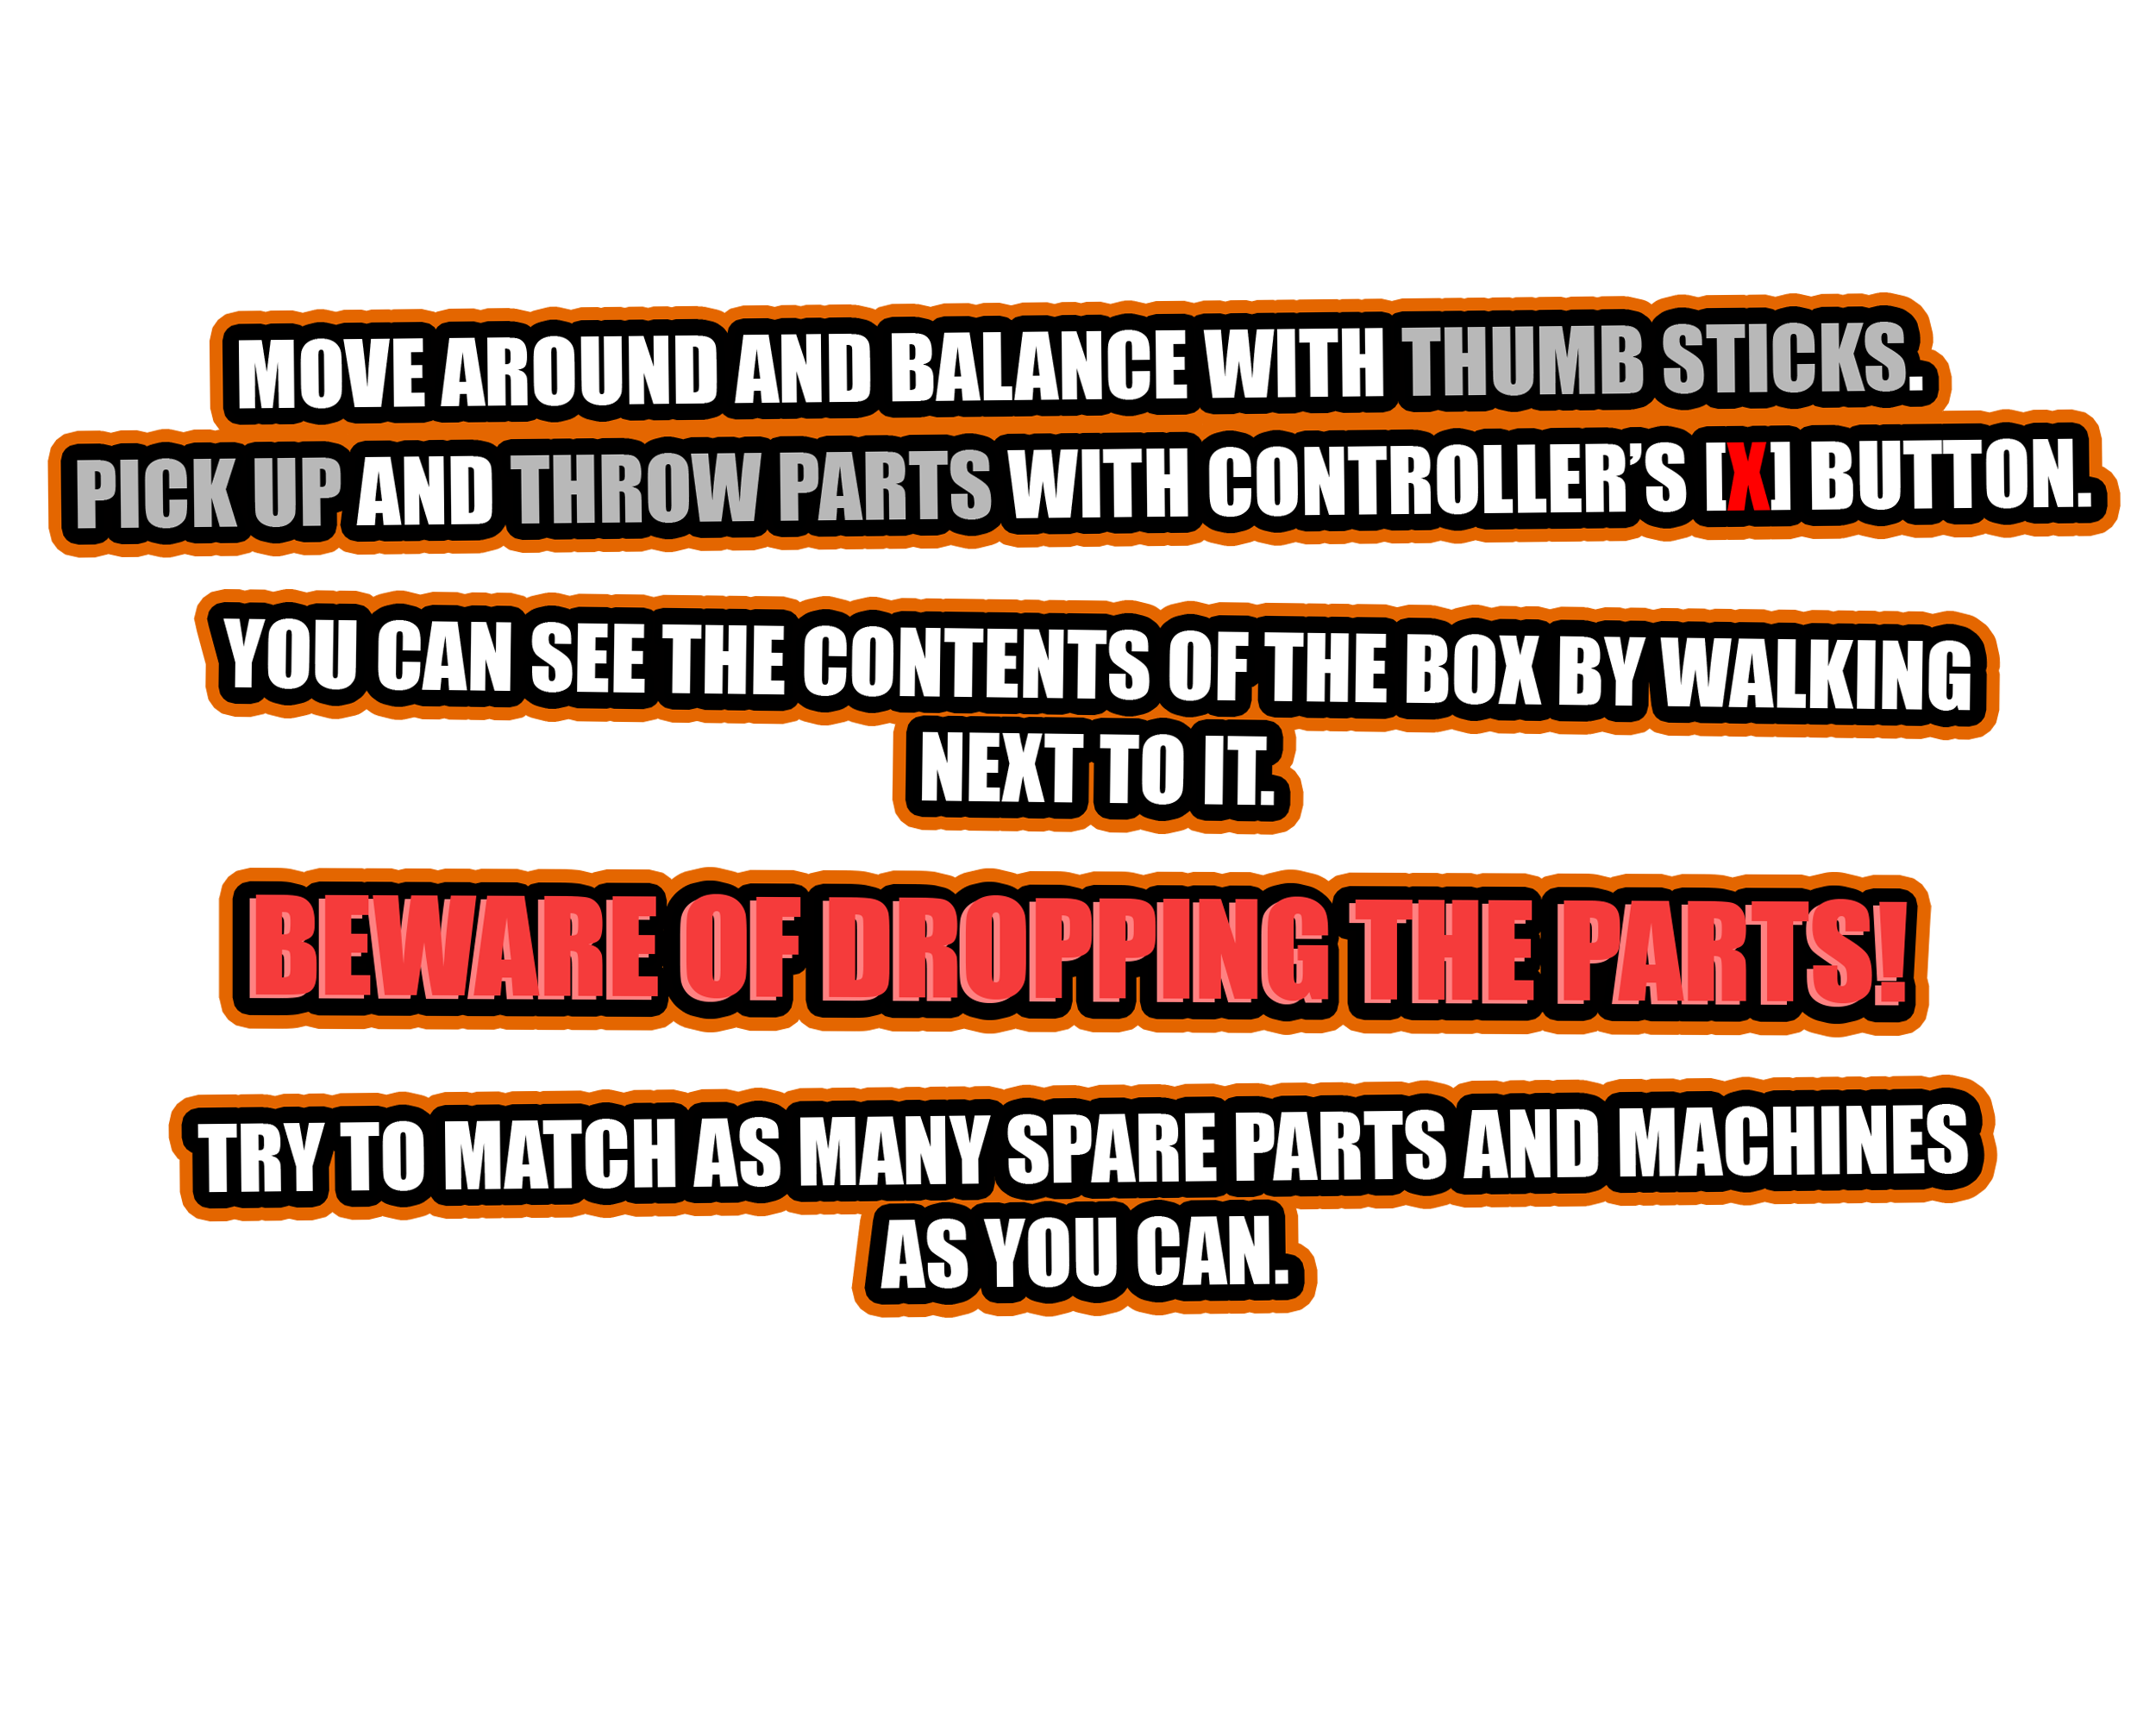 MOVE AROUND AND BALANCE WITH THUMB STICKS.
PICK UP AND THROW PARTS WITH CONTROLLER'S [X] BUTTON.
YOU CAN SEE THE CONTENTS OF THE BOX BY WALKING
NEXT TO IT.
BEWARE OF DROPPING THE PARTS!
TRY TO MATCH AS MANY SPARE PARTS AND MACHINES
AS YOU CAN.